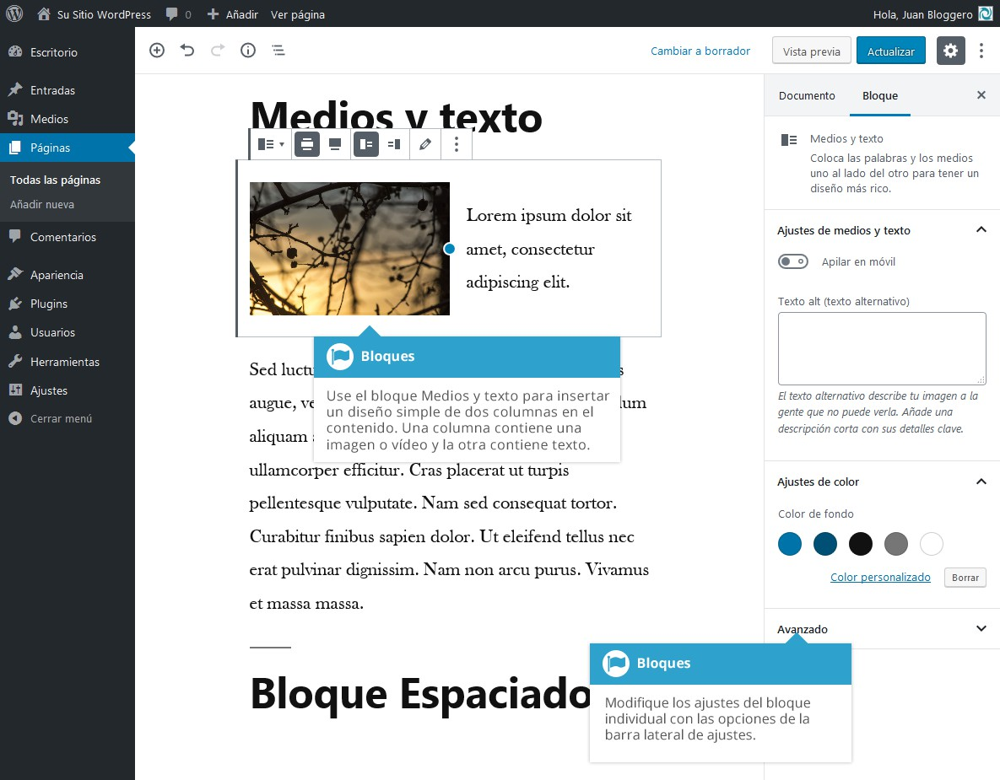 Su Sitio WordPress 0 Añadir Ver página Hola, Juan Bloggero
Escritorio
Entradas
Medios
Páginas
Todas las páginas
Añadir nueva
Comentarios
Apariencia
Plugins
Usuarios
Herramientas
Ajustes
Cerrar menú
Cambiar a borrador Vista previa Actualizar
Medios y texto
Lorem ipsum dolor sit
amet, consectetur
adipiscing elit.
Bloques
Use el bloque Medios y texto para insertar
un diseño simple de dos columnas en el
contenido. Una columna contiene una
imagen o vídeo y la otra contiene texto.
Sed
augue,
aliquam
ullamcorper efficitur. Cras placerat ut turpis
pellentesque vulputate. Nam sed consequat tortor.
Curabitur finibus sapien dolor. Ut eleifend tellus nec
erat pulvinar dignissim. Nam non arcu purus. Vivamus
et massa massa.
Bloque Espaciado
Documento Bloque
Medios y texto
Coloca las palabras y los medios
uno al lado del otro para tener un
diseño más rico.
Ajustes de medios y texto
Apilar en móvil
Texto alt (texto alternativo)
El texto alternativo describe tu imagen a la
gente que no puede verla. Añade una
descripción corta con sus detalles clave.
Ajustes de color
Color de fondo
Color personalizado Borrar
Avanzado
Bloques
Modifique los ajustes del bloque
individual con las opciones de la
barra lateral de ajustes.